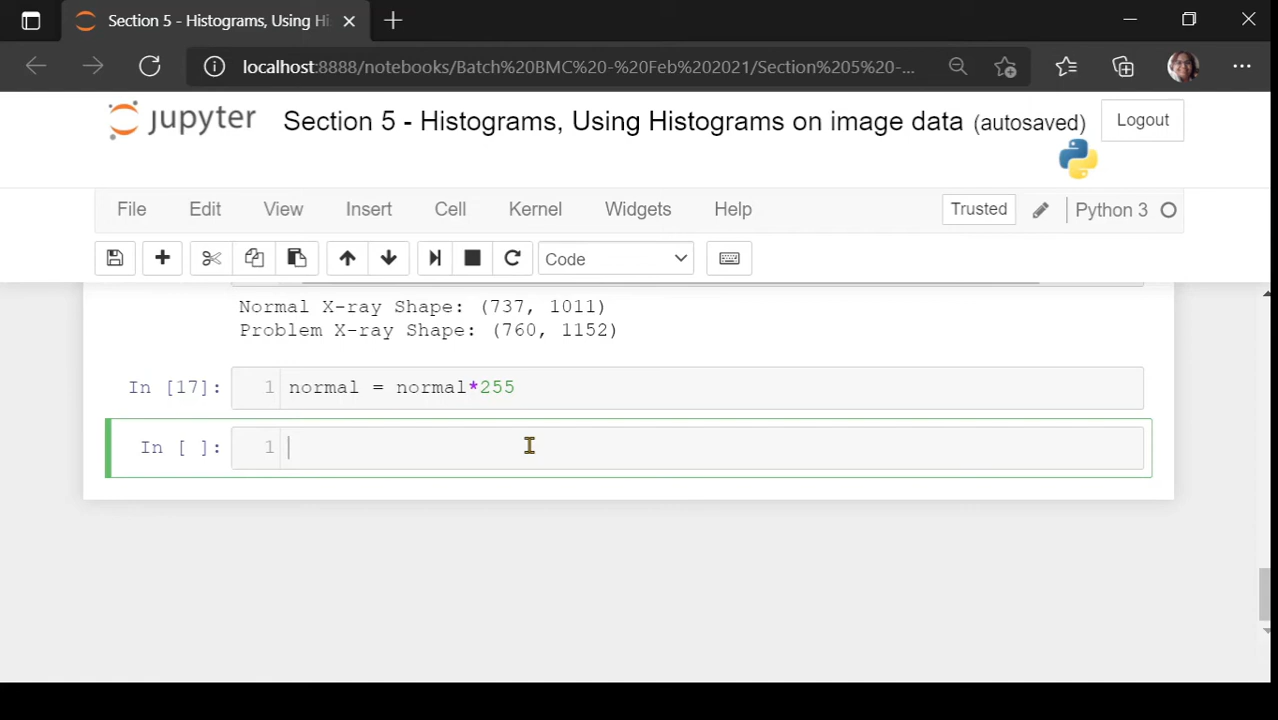 Section 5 - Histograms, Using Hi
localhost:8888/notebooks/Batch%20BMC%20-%20Feb%202021/Section%205%20-...
jupyter Section 5 - Histograms, Using Histograms on image data (autosaved) Logout
File Edit View Insert Cell Kernel Widgets Help Trusted Python 3
Code
Normal X-ray Shape: (737, 1011)
Problem X-ray Shape: (760, 1152)
In [17]: 1 normal = normal*255
In [ ]: 1